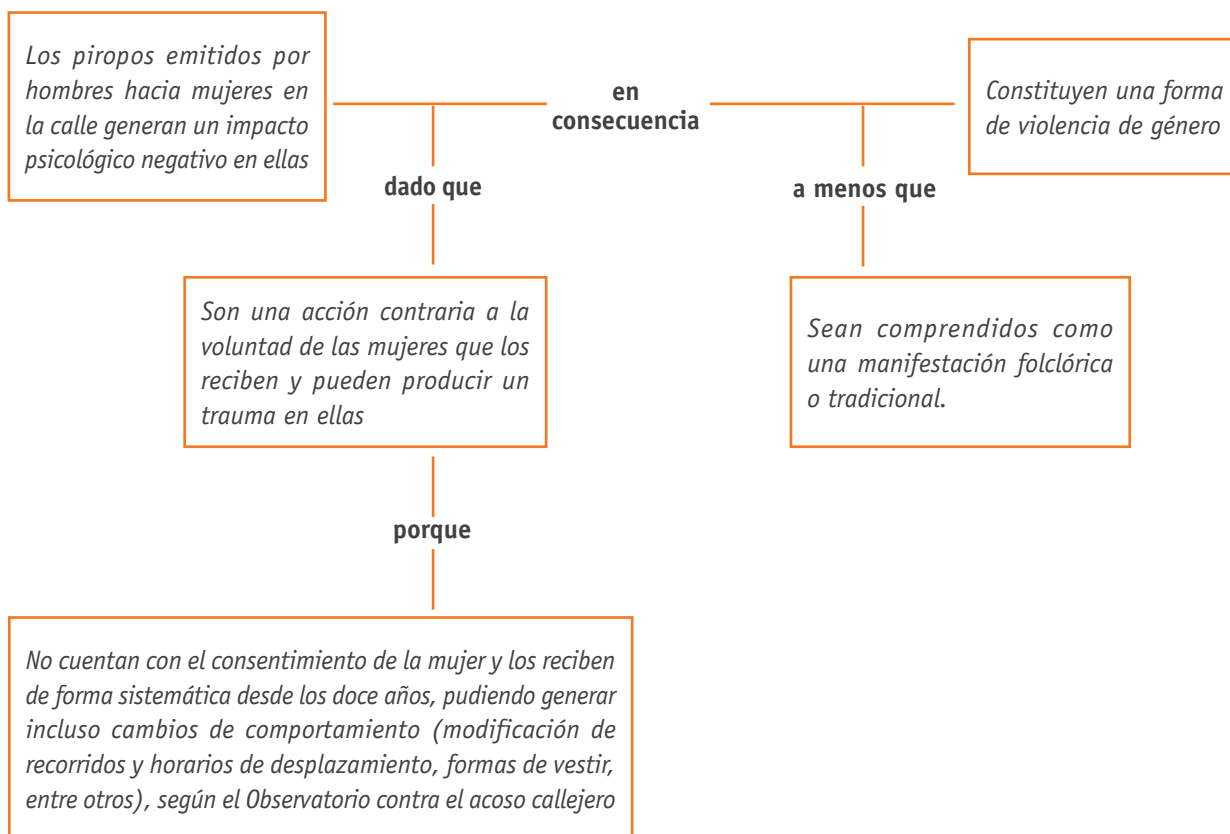 Los piropos emitidos por
hombres hacia mujeres en
la calle generan un impacto
psicológico negativo en ellas
en
consecuencia
Constituyen una forma
de violencia de género
dado que
a menos que
Son una acción contraria a la
voluntad de las mujeres que los
reciben y pueden producir un
trauma en ellas
Sean comprendidos como
una manifestación folclórica
o tradicional.
porque
No cuentan con el consentimiento de la mujer y los reciben
de forma sistemática desde los doce años, pudiendo generar
incluso cambios de comportamiento (modificación de
recorridos y horarios de desplazamiento, formas de vestir,
entre otros), según el Observatorio contra el acoso callejero